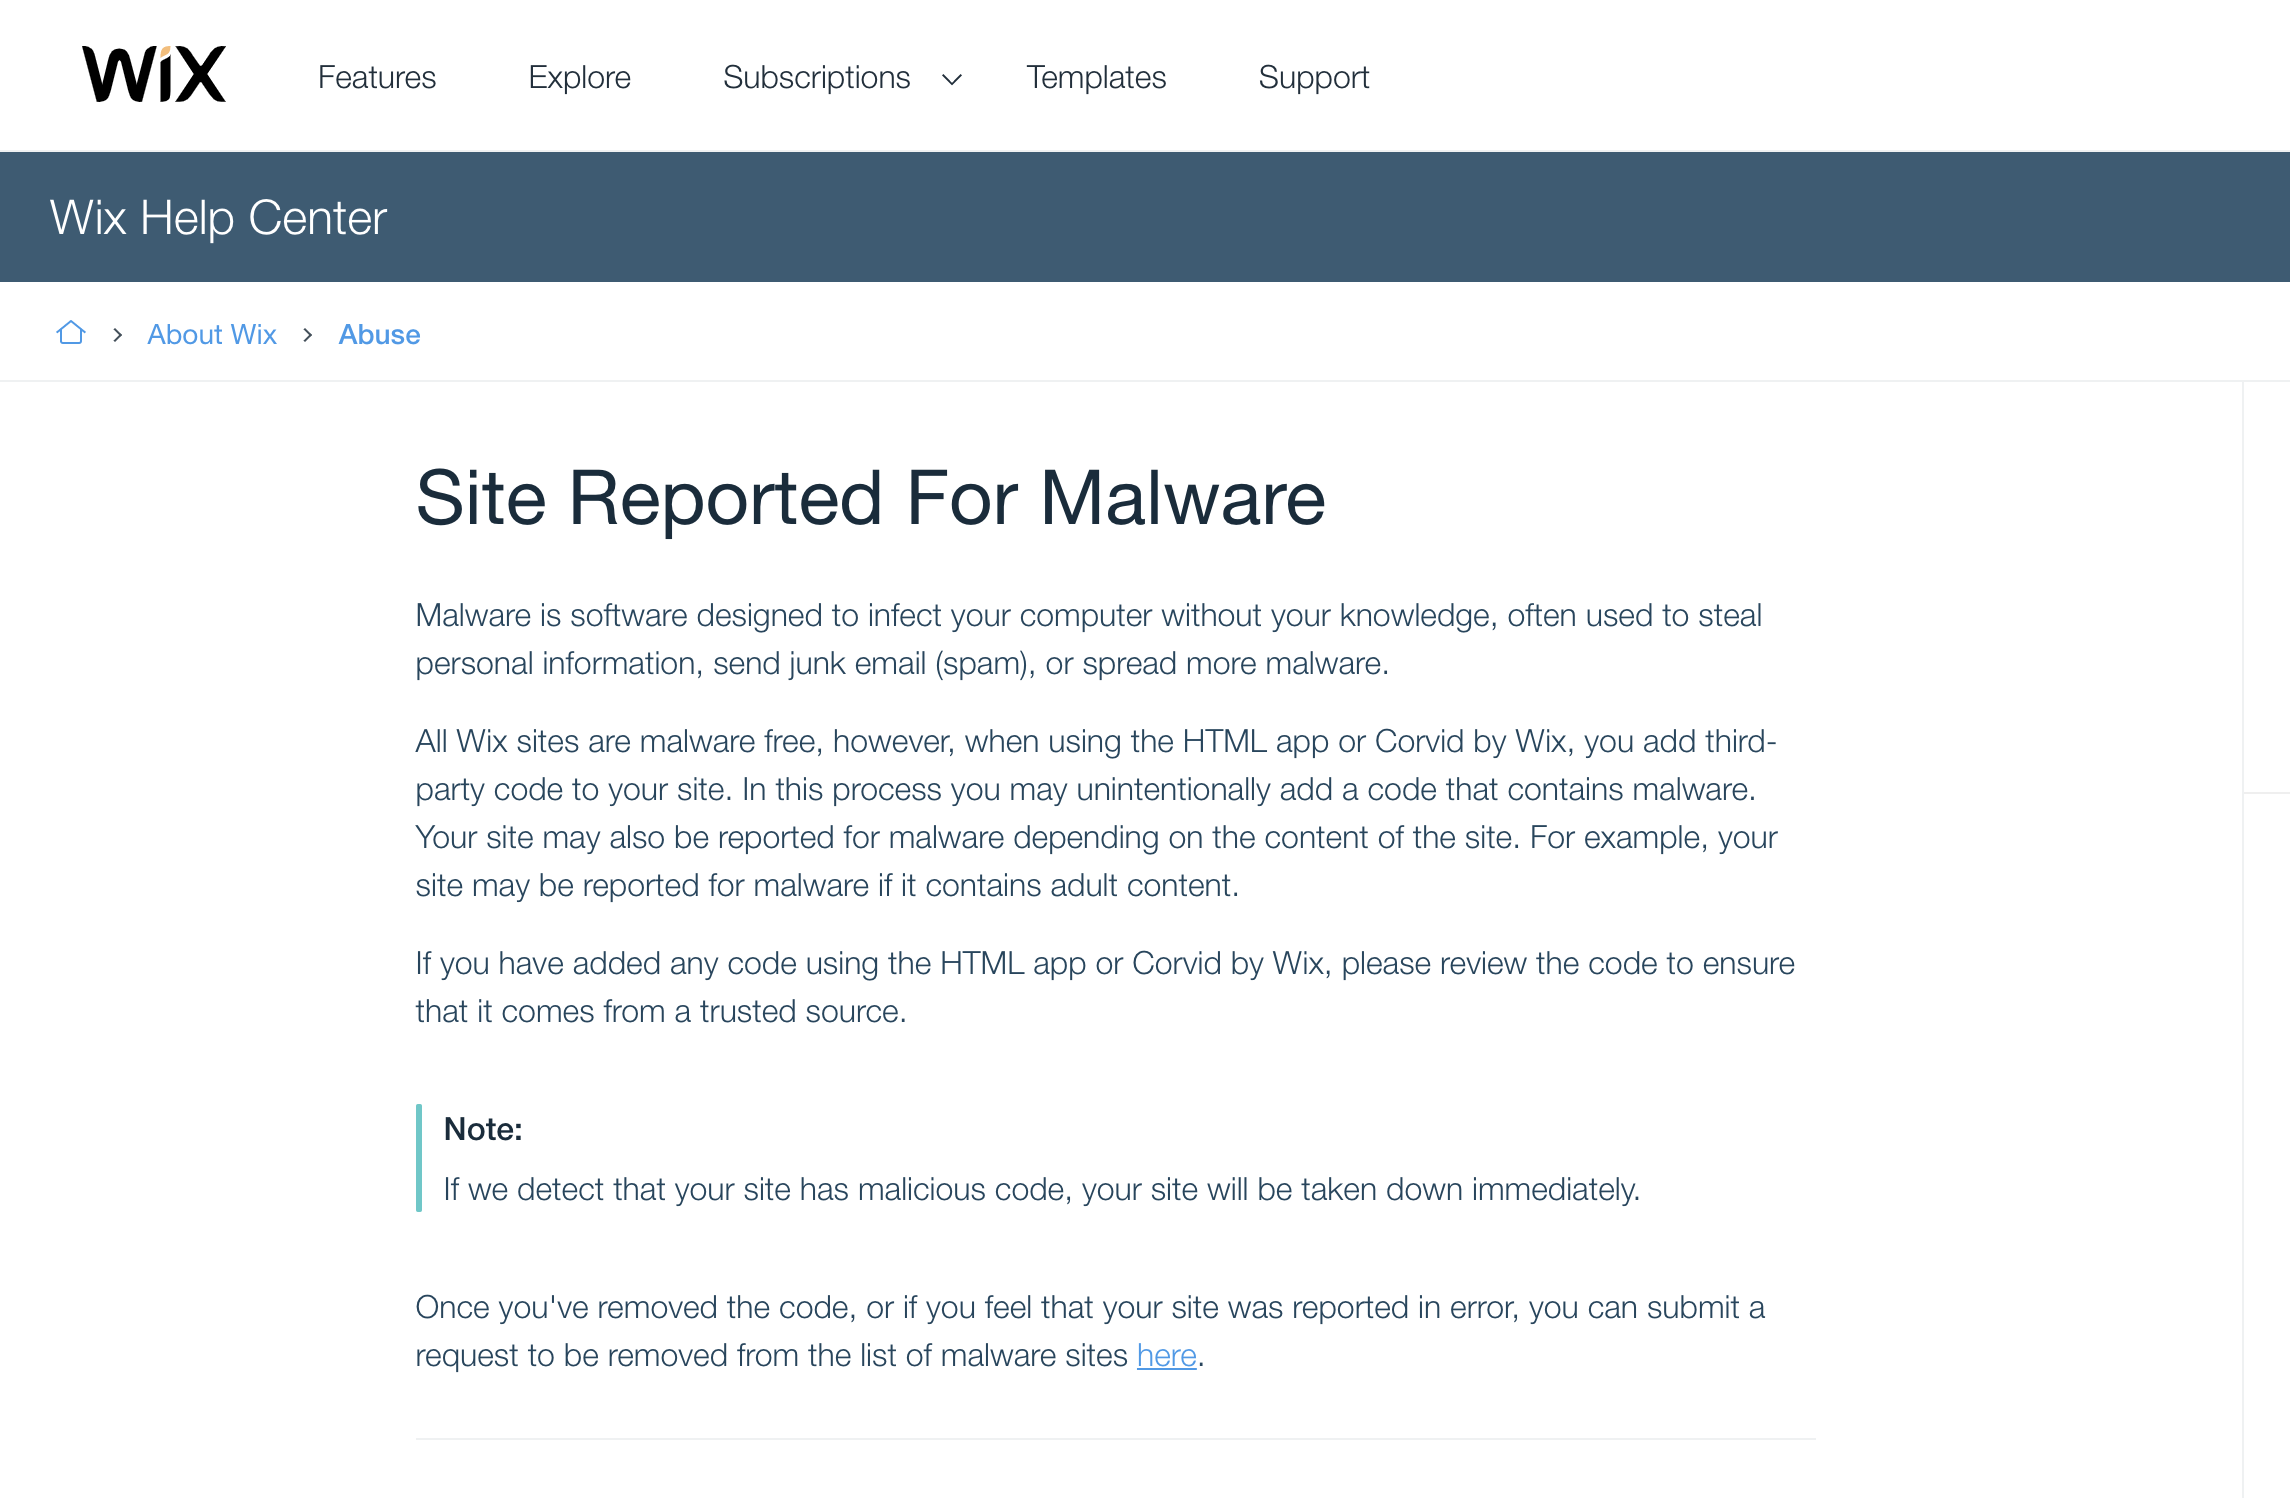 WiX
Features
Explore
Subscriptions
Templates
Support
Wix Help Center
About Wix
Abuse
Site Reported For Malware
Malware is software designed to infect your computer without your knowledge, often used to steal
personal information, send junk email (spam), or spread more malware.
All Wix sites are malware free, however, when using the HTML app or Corvid by Wix, you add third-
party code to your site. In this process you may unintentionally add a code that contains malware.
Your site may also be reported for malware depending on the content of the site. For example, your
site may be reported for malware if it contains adult content.
If you have added any code using the HTML app or Corvid by Wix, please review the code to ensure
that it comes from a trusted source.
Note:
If we detect that your site has malicious code, your site will be taken down immediately.
Once you've removed the code, or if you feel that your site was reported in error, you can submit a
request to be removed from the list of malware sites here.